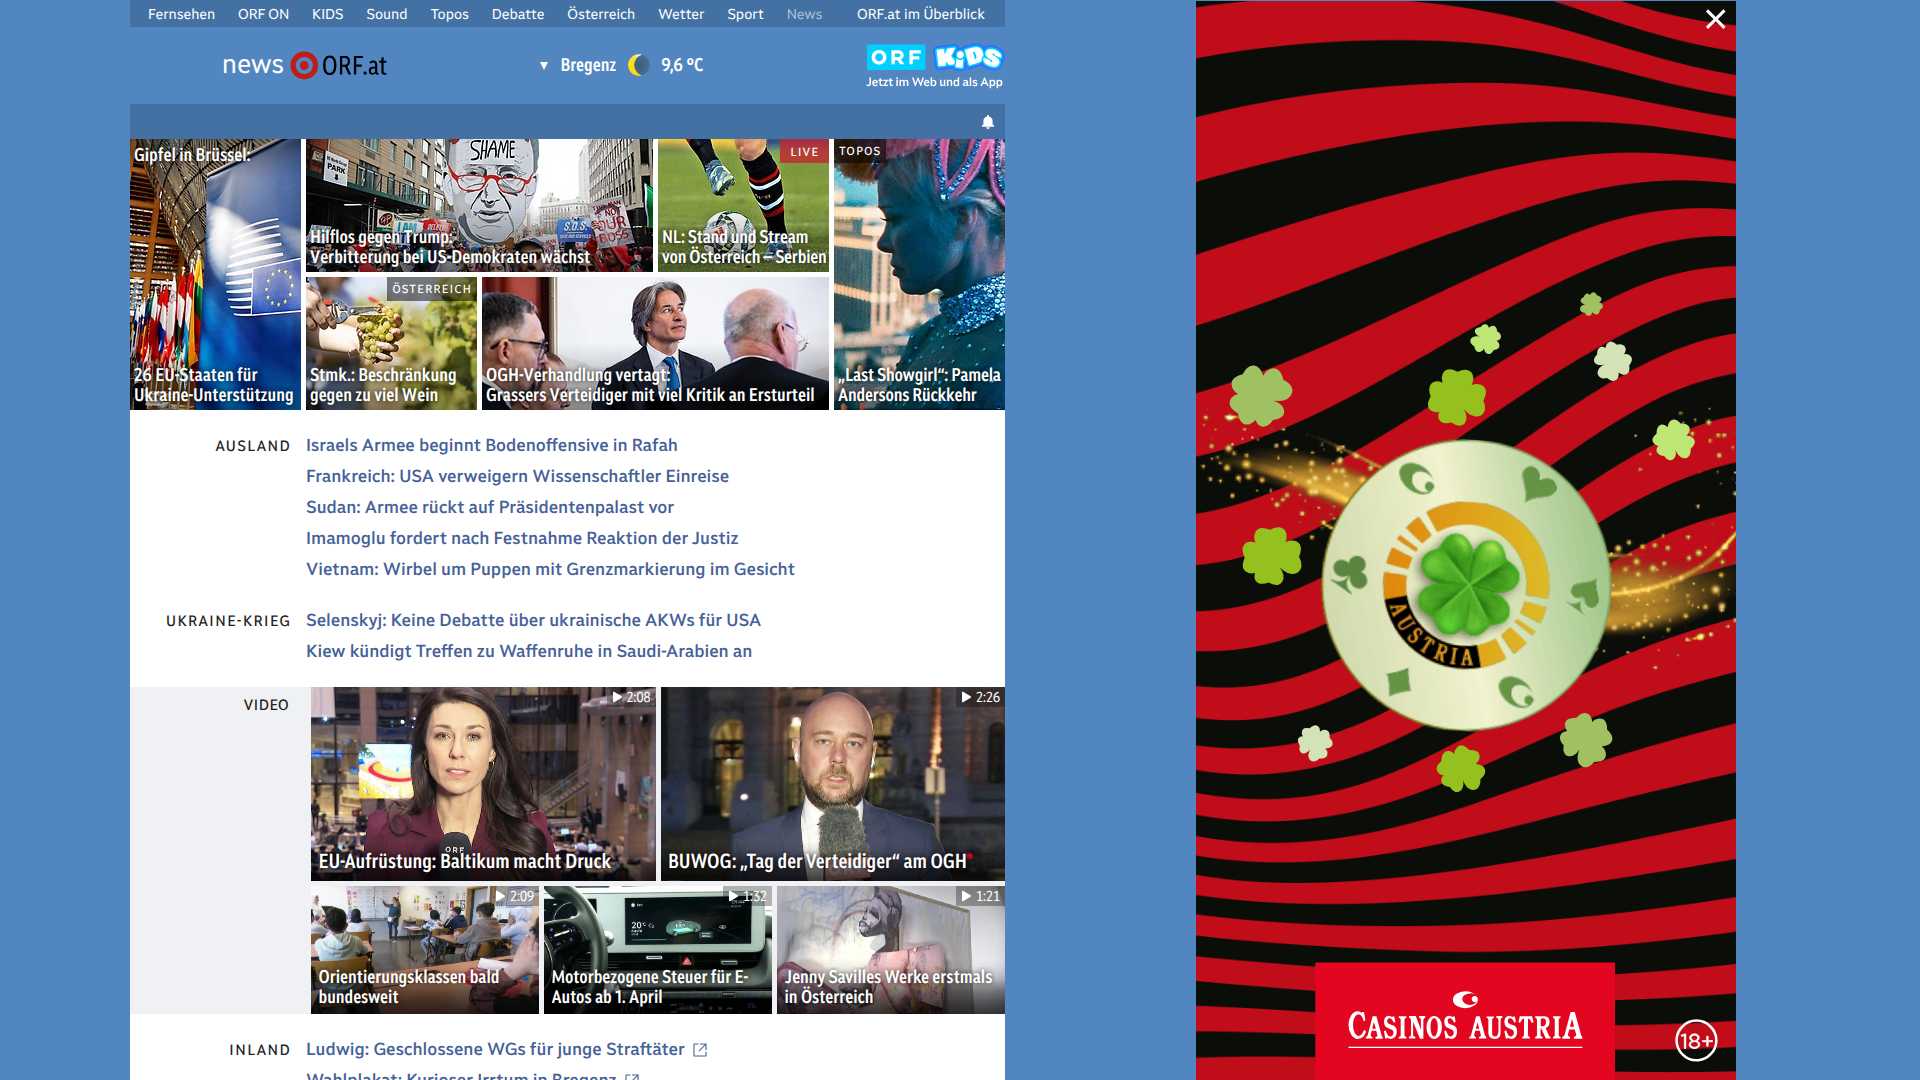 Fernsehen ORF ON KIDS Sound Topos Debatte Österreich Wetter Sport News ORF.at im Überblick
news ORF.at
Bregenz 9,6 °C
ORF KiDS
Jetzt im Web und als App
Gipfel in Brüssel:
26 EU-Staaten für
Ukraine-Unterstützung
SHAME
PARK
S.O.S.
Hilflos gegen Trump:
Verbitterung bei US-Demokraten wächst
LIVE
NL: Stand und Stream
von Österreich – Serbien
TOPOS
„Last Showgirl“: Pamela
Andersons Rückkehr
ÖSTERREICH
Stmk.: Beschränkung
gegen zu viel Wein
OGH-Verhandlung vertagt:
Grassers Verteidiger mit viel Kritik an Ersturteil
AUSLAND
Israels Armee beginnt Bodenoffensive in Rafah
Frankreich: USA verweigern Wissenschaftler Einreise
Sudan: Armee rückt auf Präsidentenpalast vor
Imamoglu fordert nach Festnahme Reaktion der Justiz
Vietnam: Wirbel um Puppen mit Grenzmarkierung im Gesicht
UKRAINE-KRIEG
Selenskyj: Keine Debatte über ukrainische AKWs für USA
Kiew kündigt Treffen zu Waffenruhe in Saudi-Arabien an
VIDEO
2:08
ORF
EU-Aufrüstung: Baltikum macht Druck
2:26
BUWOG: „Tag der Verteidiger“ am OGH
2:09
Orientierungsklassen bald
bundesweit
1:32
20°C
Motorbezogene Steuer für E-
Autos ab 1. April
1:21
Jenny Savilles Werke erstmals
in Österreich
INLAND
Ludwig: Geschlossene WGs für junge Straftäter
Wahlplakat: Kurioser Irrtum in Bregenz
AUSTRIA
CASINOS AUSTRIA
18+